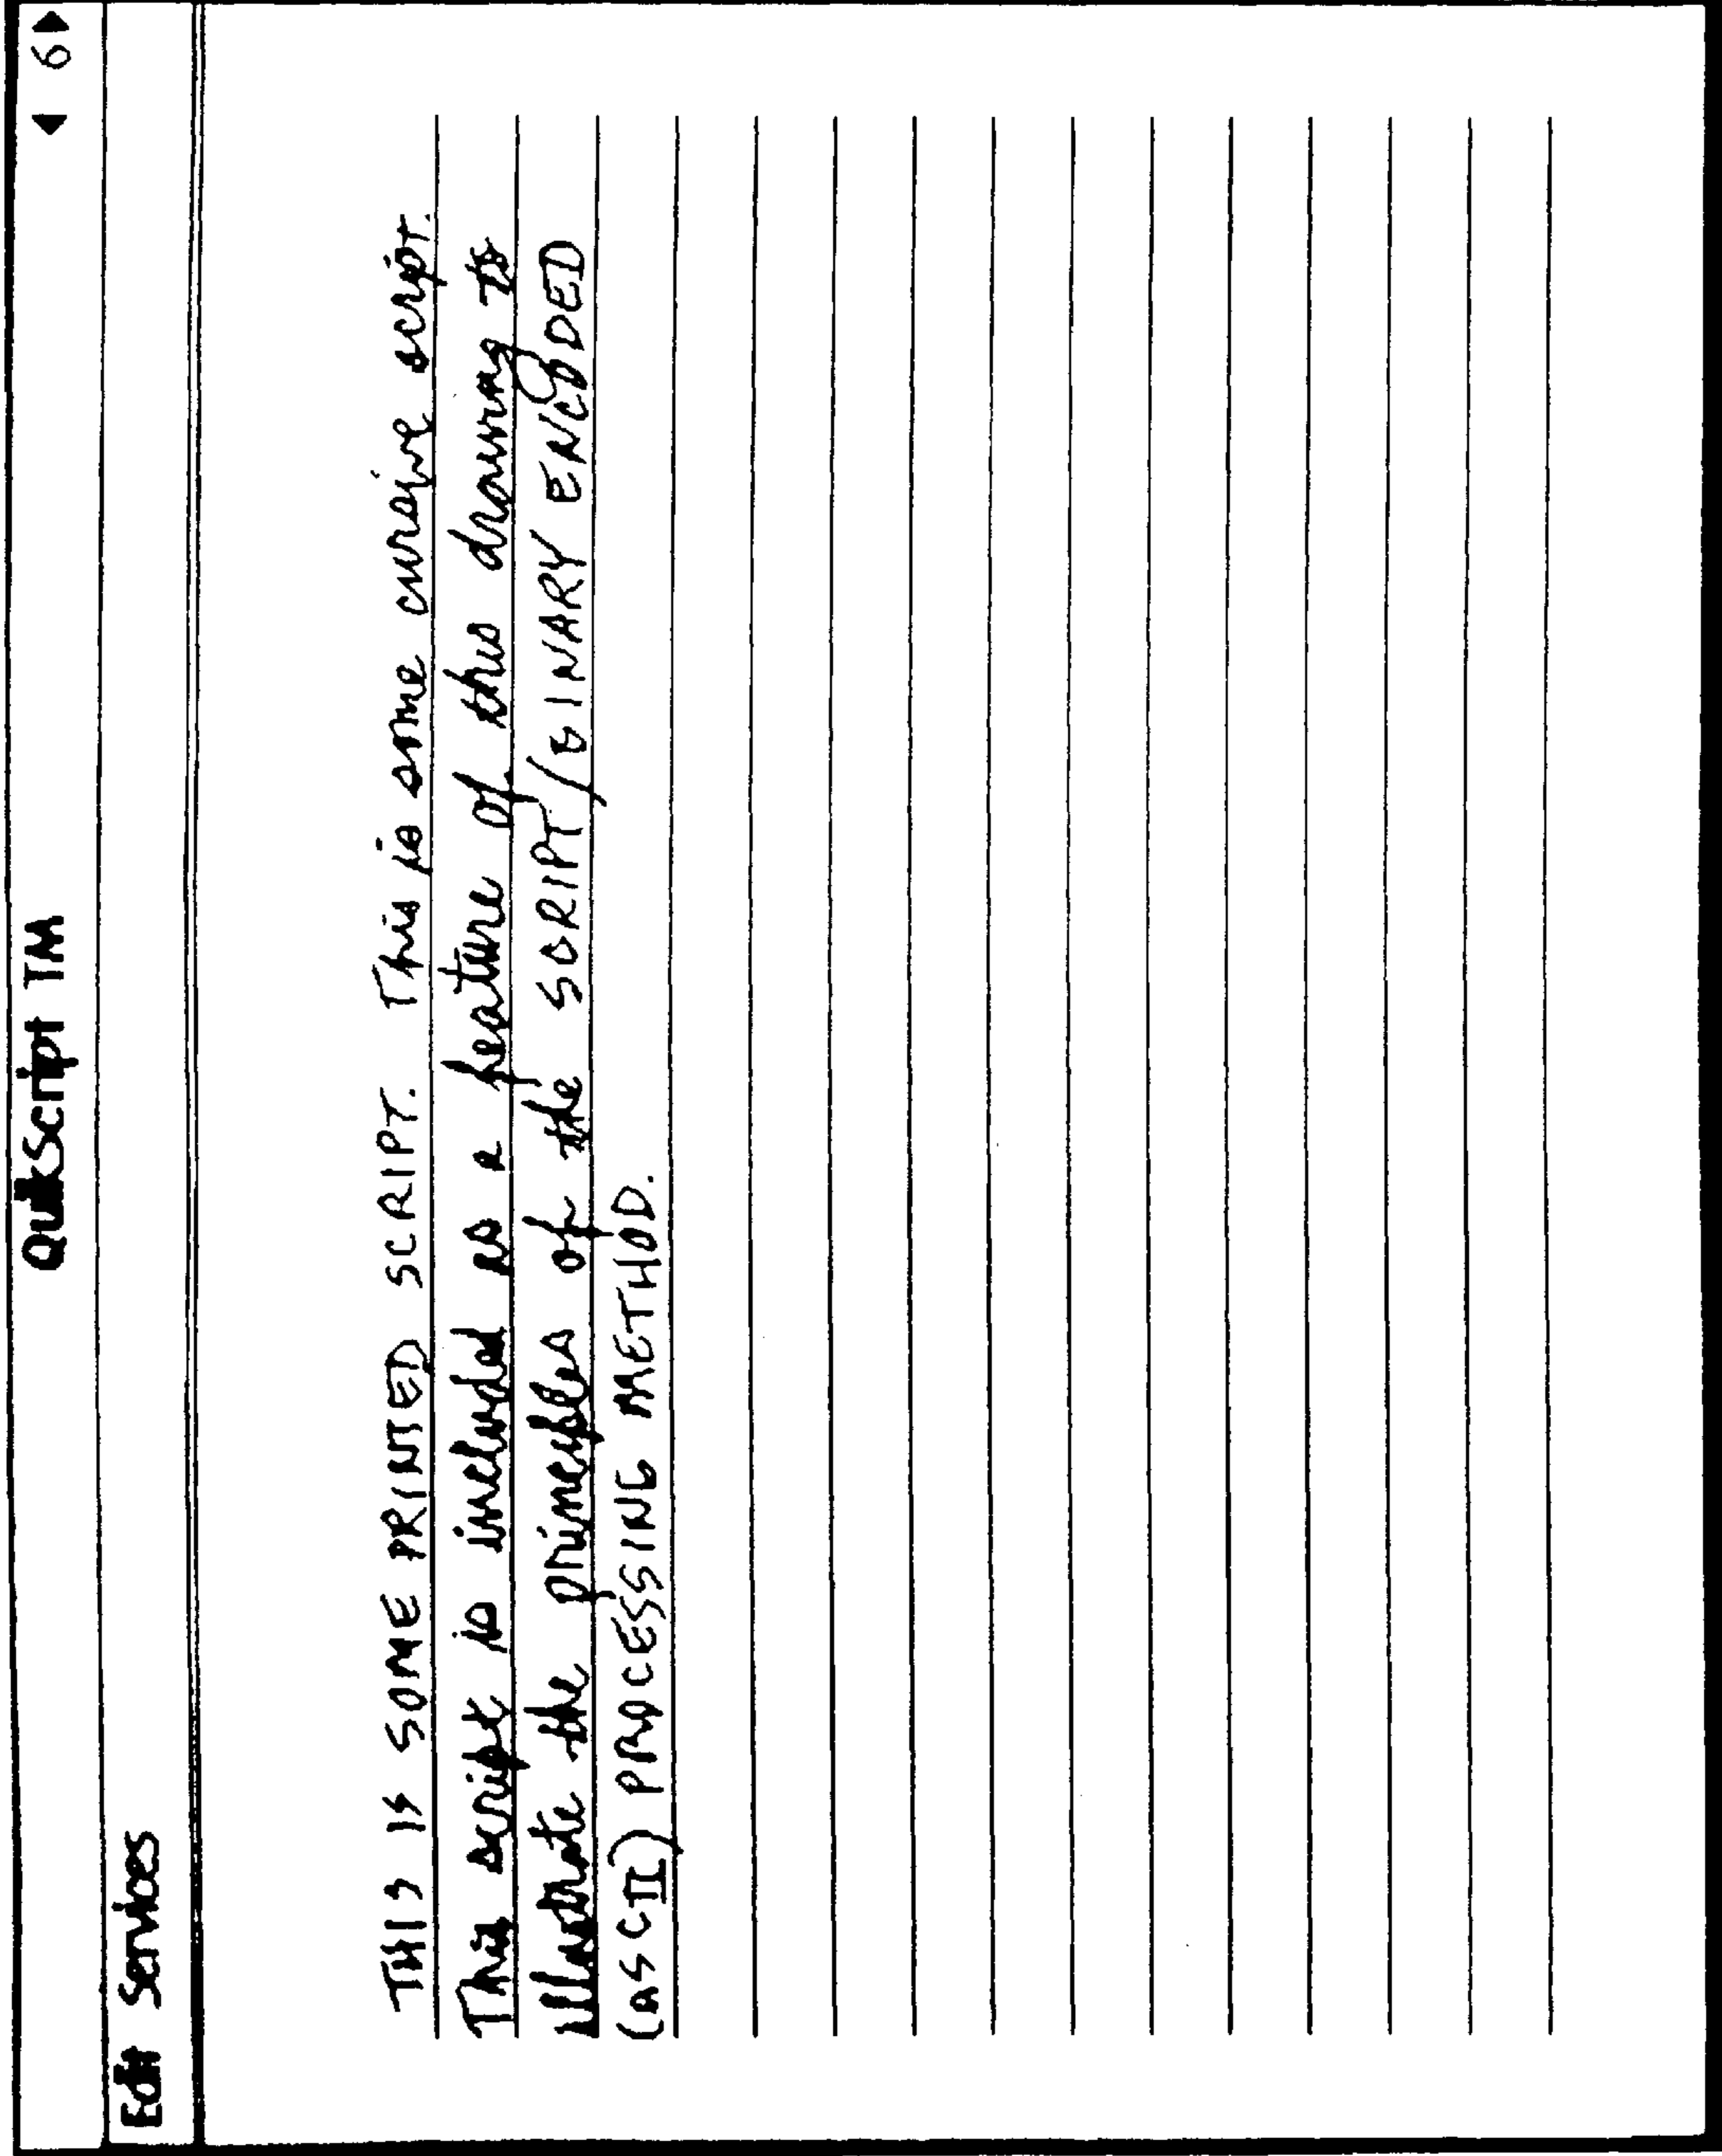 QuikScript TM ◀ 6 ▶
Edit Services
THIS IS SOME PRINTED SCRIPT. This is some cursive script.
This script is included as a feature of this drawing to
illustrate the principles of the SCRIPT/BINARY ENCODED
(ASCII) PROCESSING METHOD.